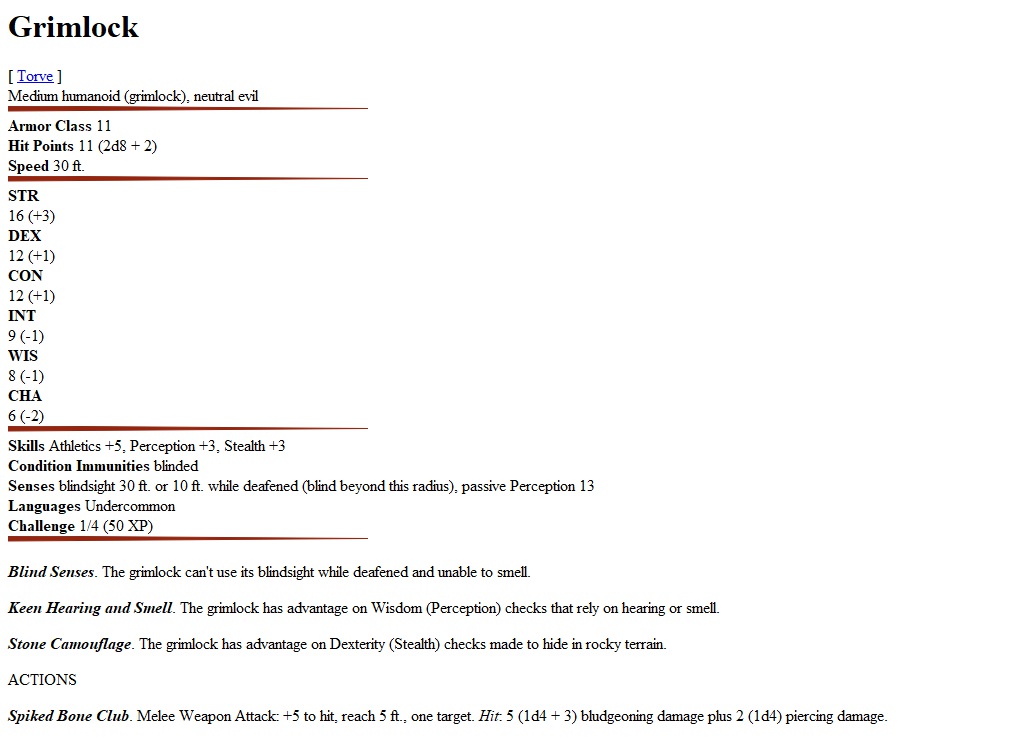 Grimlock
[ Torve ]
Medium humanoid (grimlock), neutral evil
Armor Class 11
Hit Points 11 (2d8 + 2)
Speed 30 ft.
STR
16 (+3)
DEX
12 (+1)
CON
12 (+1)
INT
9 (-1)
WIS
8 (-1)
CHA
6 (-2)
Skills Athletics +5, Perception +3, Stealth +3
Condition Immunities blinded
Senses blindsight 30 ft. or 10 ft. while deafened (blind beyond this radius), passive Perception 13
Languages Undercommon
Challenge 1/4 (50 XP)
Blind Senses. The grimlock can't use its blindsight while deafened and unable to smell.
Keen Hearing and Smell. The grimlock has advantage on Wisdom (Perception) checks that rely on hearing or smell.
Stone Camouflage. The grimlock has advantage on Dexterity (Stealth) checks made to hide in rocky terrain.
ACTIONS
Spiked Bone Club. Melee Weapon Attack: +5 to hit, reach 5 ft., one target. Hit: 5 (1d4 + 3) bludgeoning damage plus 2 (1d4) piercing damage.